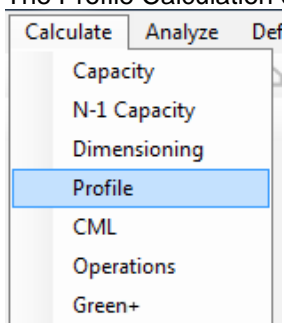 The Profile Calculation
Calculate Analyze Def
Capacity
N-1 Capacity
Dimensioning
Profile
CML
Operations
Green+